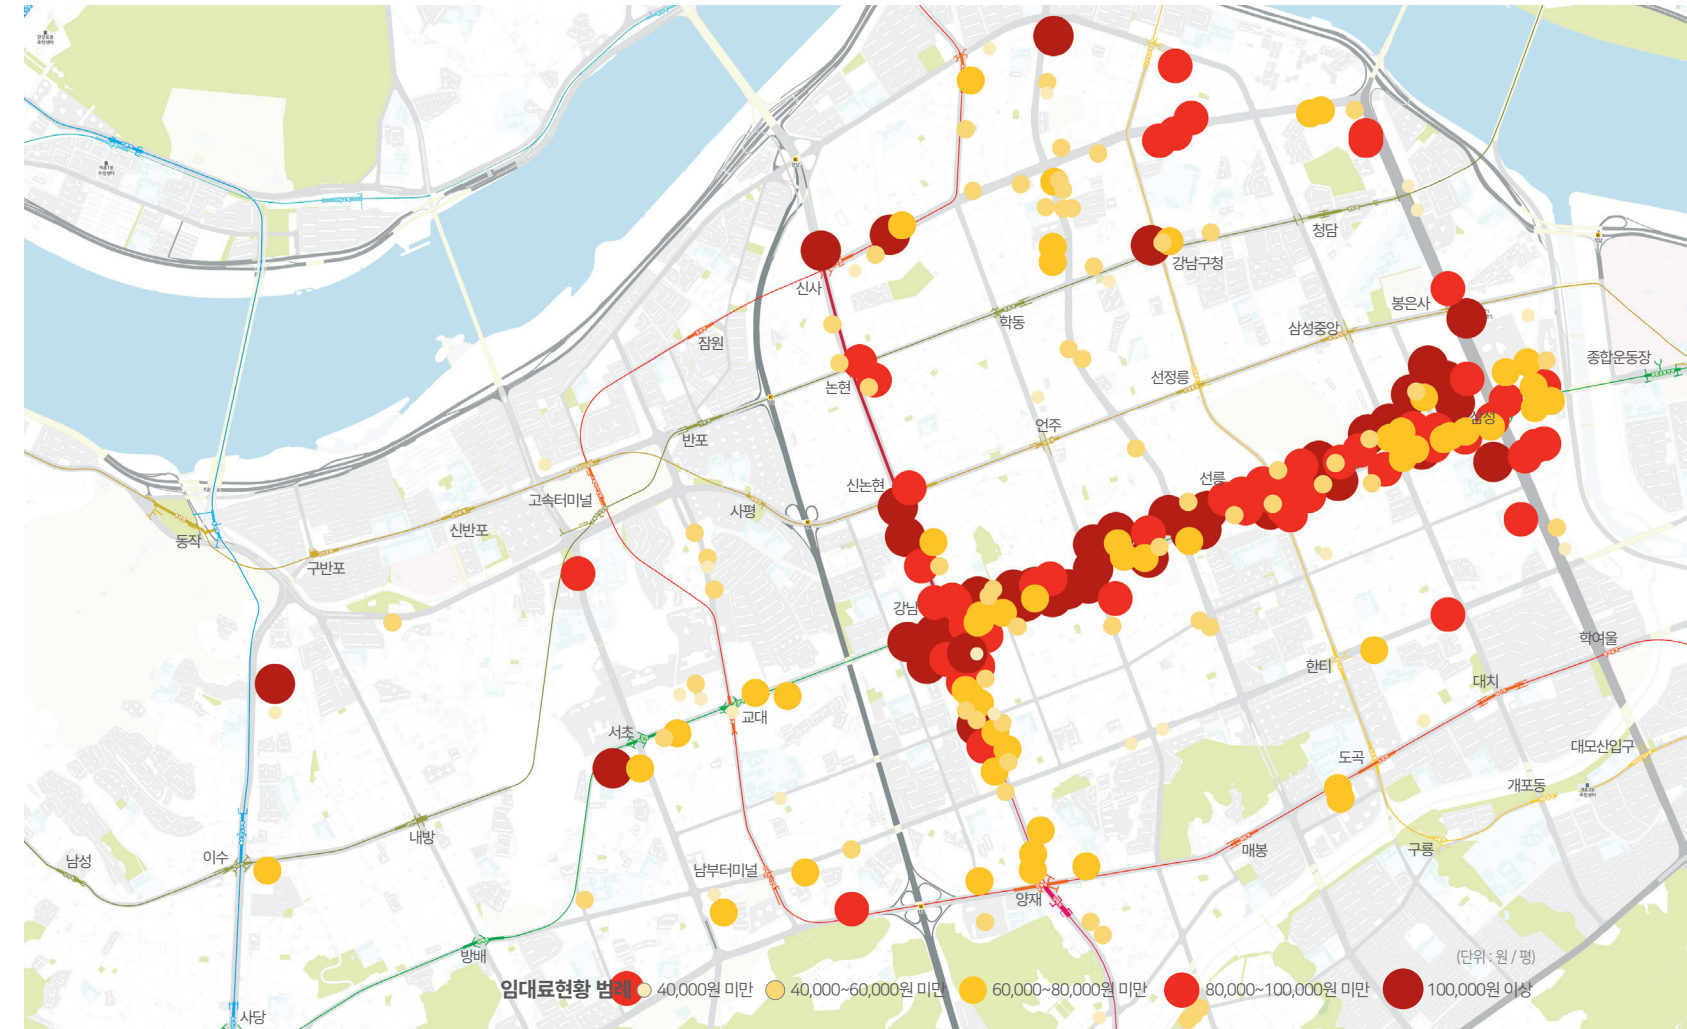 신사
잠원
논현
학동
강남구청
청담
봉은사
삼성중앙
종합운동장
선정릉
언주
반포
삼성
선릉
신논현
고속터미널
사평
신반포
동작
구반포
강남
학여울
한티
대치
교대
서초
대모산입구
도곡
개포동
내방
이수
남성
남부터미널
매봉
구룡
양재
방배
사당
(단위 : 원 / 평)
임대료현황 범례
40,000원 미만
40,000~60,000원 미만
60,000~80,000원 미만
80,000~100,000원 미만
100,000원 이상